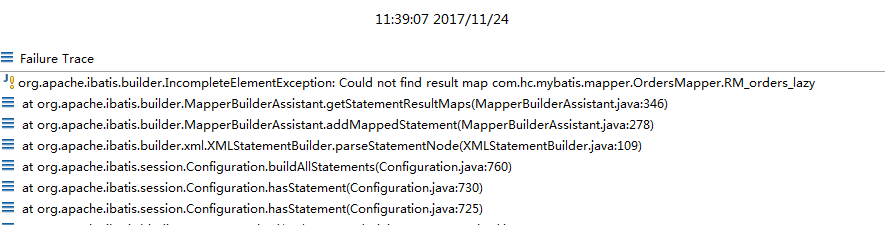 11:39:07 2017/11/24
Failure Trace
org.apache.ibatis.builder.IncompleteElementException: Could not find result map com.hc.mybatis.mapper.OrdersMapper.RM_orders_lazy
at org.apache.ibatis.builder.MapperBuilderAssistant.getStatementResultMaps(MapperBuilderAssistant.java:346)
at org.apache.ibatis.builder.MapperBuilderAssistant.addMappedStatement(MapperBuilderAssistant.java:278)
at org.apache.ibatis.builder.xml.XMLStatementBuilder.parseStatementNode(XMLStatementBuilder.java:109)
at org.apache.ibatis.session.Configuration.buildAllStatements(Configuration.java:760)
at org.apache.ibatis.session.Configuration.hasStatement(Configuration.java:730)
at org.apache.ibatis.session.Configuration.hasStatement(Configuration.java:725)